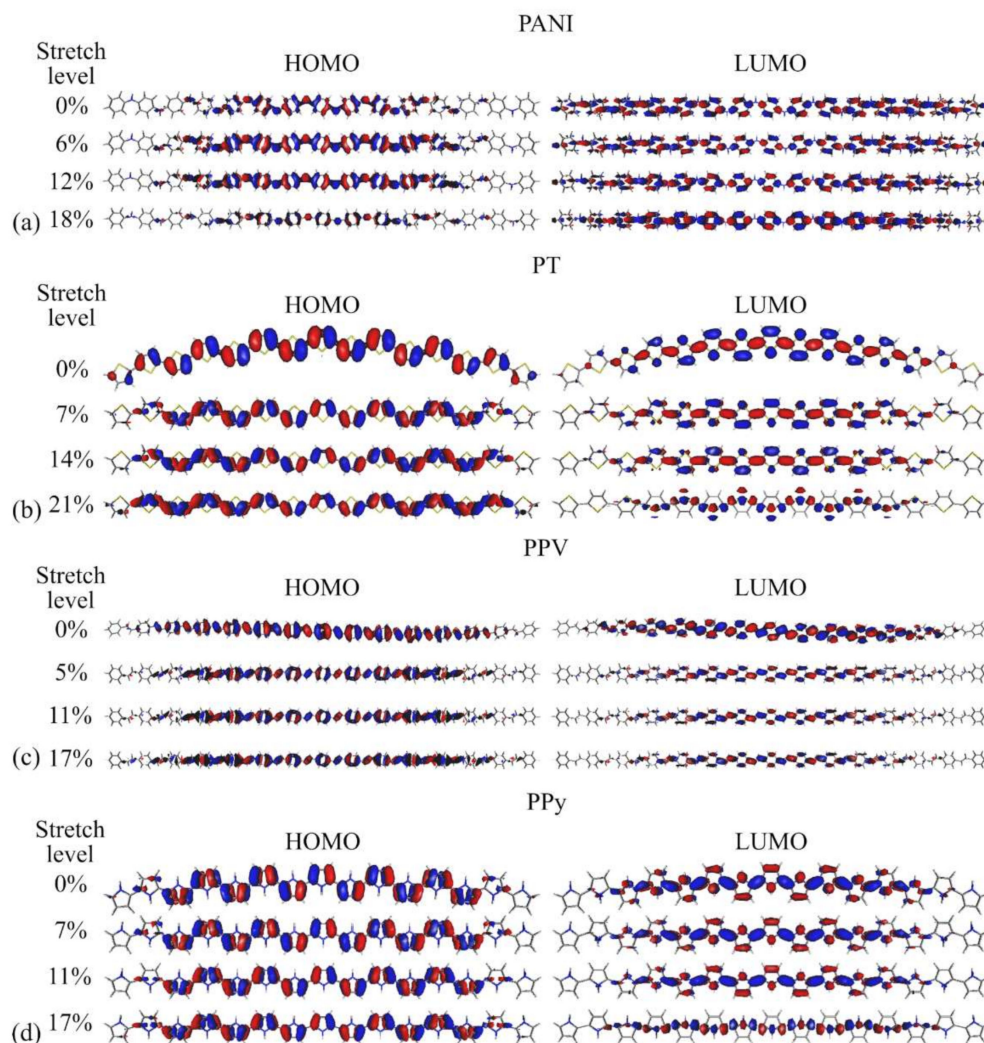 PANI
Stretch
level
HOMO
LUMO
0%
6%
12%
(a) 18%
PT
Stretch
level
HOMO
LUMO
0%
7%
14%
(b) 21%
PPV
Stretch
level
HOMO
LUMO
0%
5%
11%
(c) 17%
PPy
Stretch
level
HOMO
LUMO
0%
7%
11%
(d) 17%